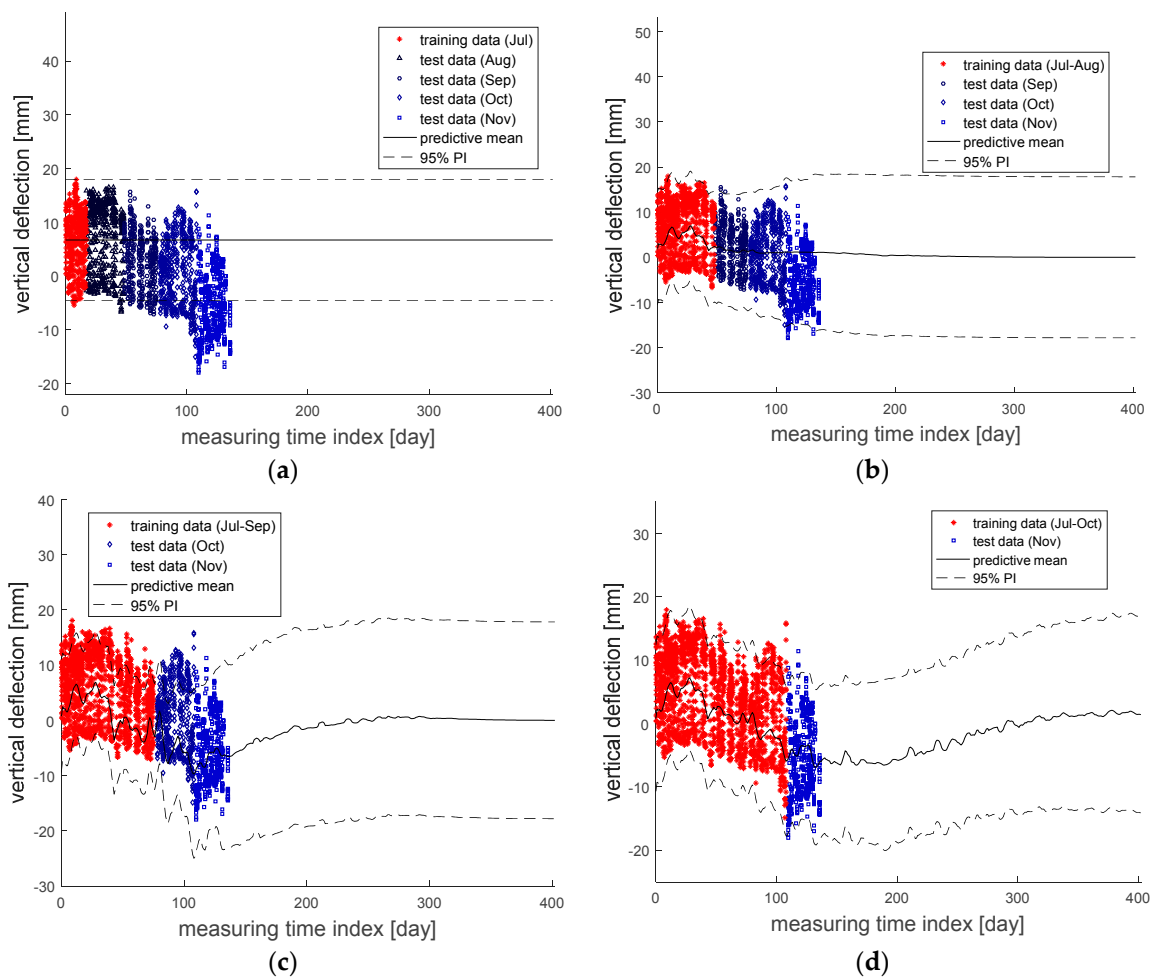 40
30
20
10
0
-10
-20
vertical deflection [mm]
training data (Jul)
test data (Aug)
test data (Sep)
test data (Oct)
test data (Nov)
predictive mean
95% PI
0 100 200 300 400
measuring time index [day]
(a)
50
40
30
20
10
0
-10
-20
-30
vertical deflection [mm]
training data (Jul-Aug)
test data (Sep)
test data (Oct)
test data (Nov)
predictive mean
95% PI
0 100 200 300 400
measuring time index [day]
(b)
40
30
20
10
0
-10
-20
-30
vertical deflection [mm]
training data (Jul-Sep)
test data (Oct)
test data (Nov)
predictive mean
95% PI
0 100 200 300 400
measuring time index [day]
(c)
30
20
10
0
-10
-20
vertical deflection [mm]
training data (Jul-Oct)
test data (Nov)
predictive mean
95% PI
0 100 200 300 400
measuring time index [day]
(d)